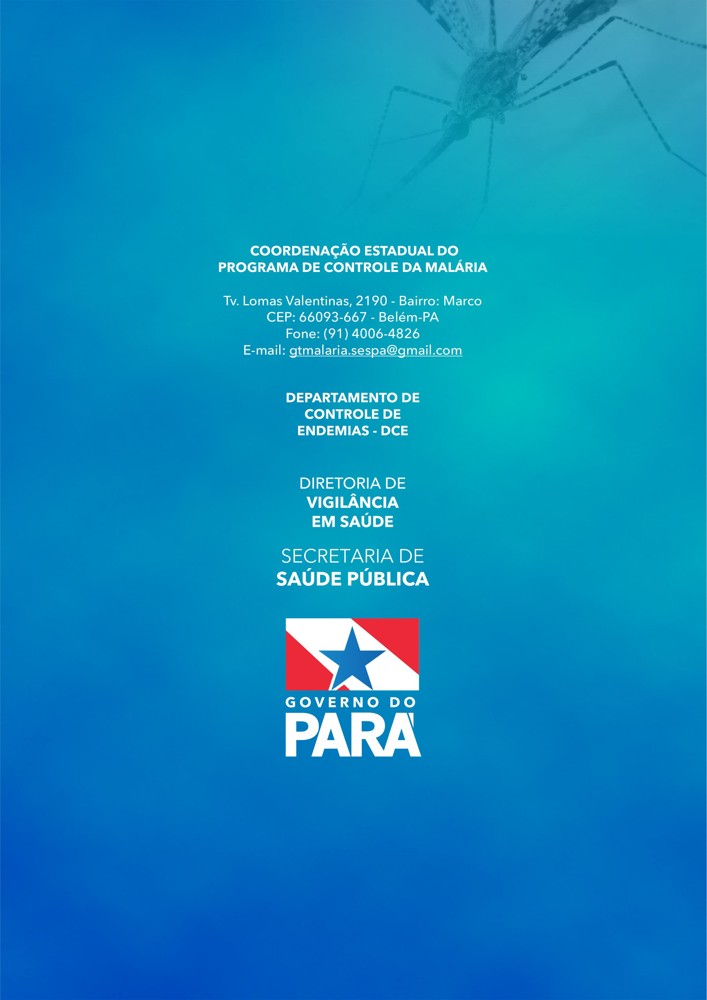 COORDENAÇÃO ESTADUAL DO
PROGRAMA DE CONTROLE DA MALÁRIA
Tv. Lomas Valentinas, 2190 - Bairro: Marco
CEP: 66093-667 - Belém-PA
Fone: (91) 4006-4826
E-mail: gtmalaria.sespa@gmail.com
DEPARTAMENTO DE
CONTROLE DE
ENDEMIAS - DCE
DIRETORIA DE
VIGILÂNCIA
EM SAÚDE
SECRETARIA DE
SAÚDE PÚBLICA
GOVERNO DO
PARÁ